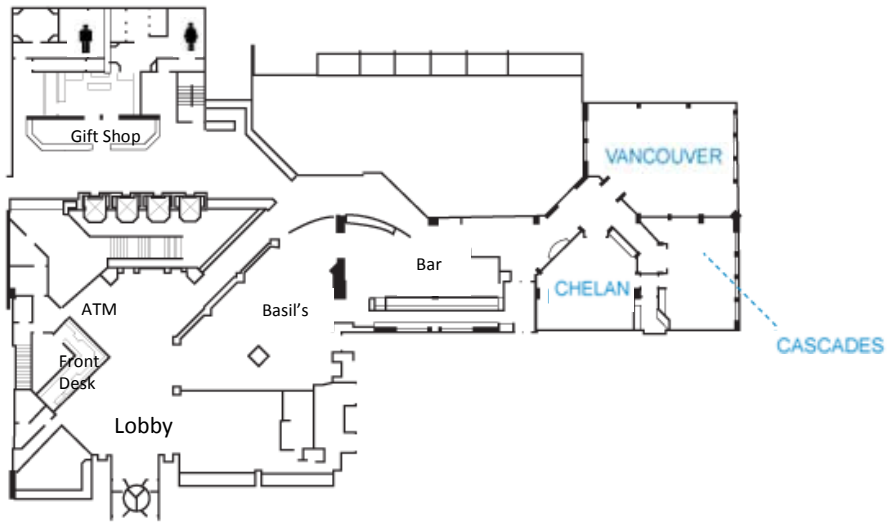 Gift Shop
VANCOUVER
Bar
CHELAN
ATM
Basil's
CASCADES
Front
Desk
Lobby